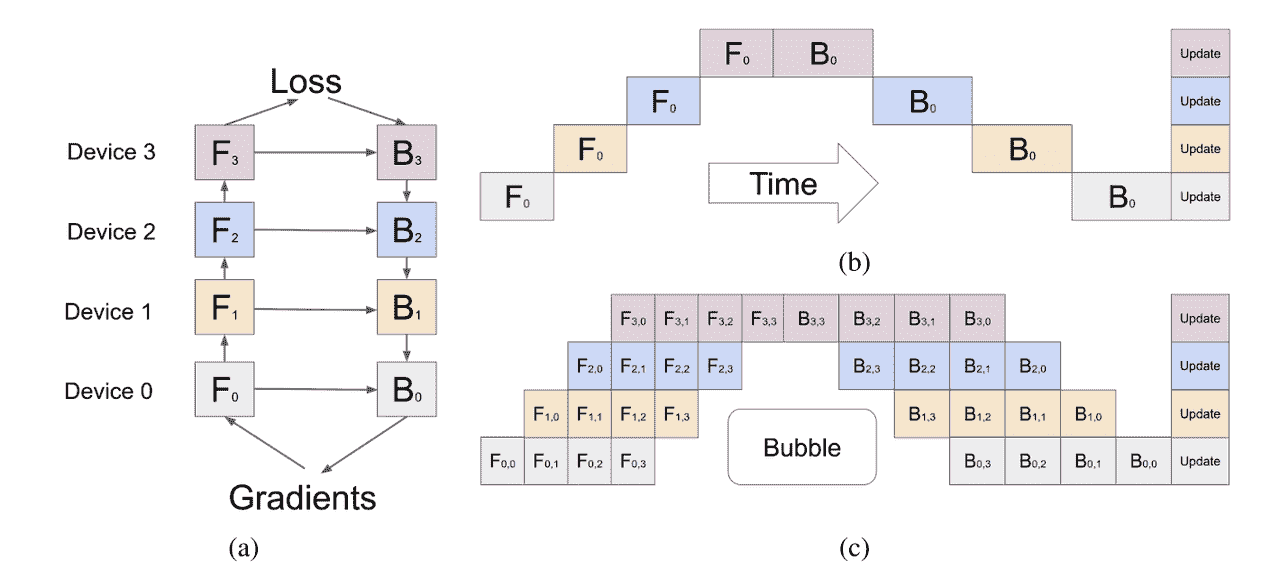 Loss
Device 3 F₃ B₃
Device 2 F₂ B₂
Device 1 F₁ B₁
Device 0 F₀ B₀
Gradients
(a)
F₀ B₀ Update
F₀ B₀ Update
F₀ B₀ Update
F₀ B₀ Update
Time
(b)
F₃,₀ F₃,₁ F₃,₂ F₃,₃ B₃,₃ B₃,₂ B₃,₁ B₃,₀ Update
F₂,₀ F₂,₁ F₂,₂ F₂,₃ B₂,₃ B₂,₂ B₂,₁ B₂,₀ Update
F₁,₀ F₁,₁ F₁,₂ F₁,₃ B₁,₃ B₁,₂ B₁,₁ B₁,₀ Update
Bubble
F₀,₀ F₀,₁ F₀,₂ F₀,₃ B₀,₃ B₀,₂ B₀,₁ B₀,₀ Update
(c)